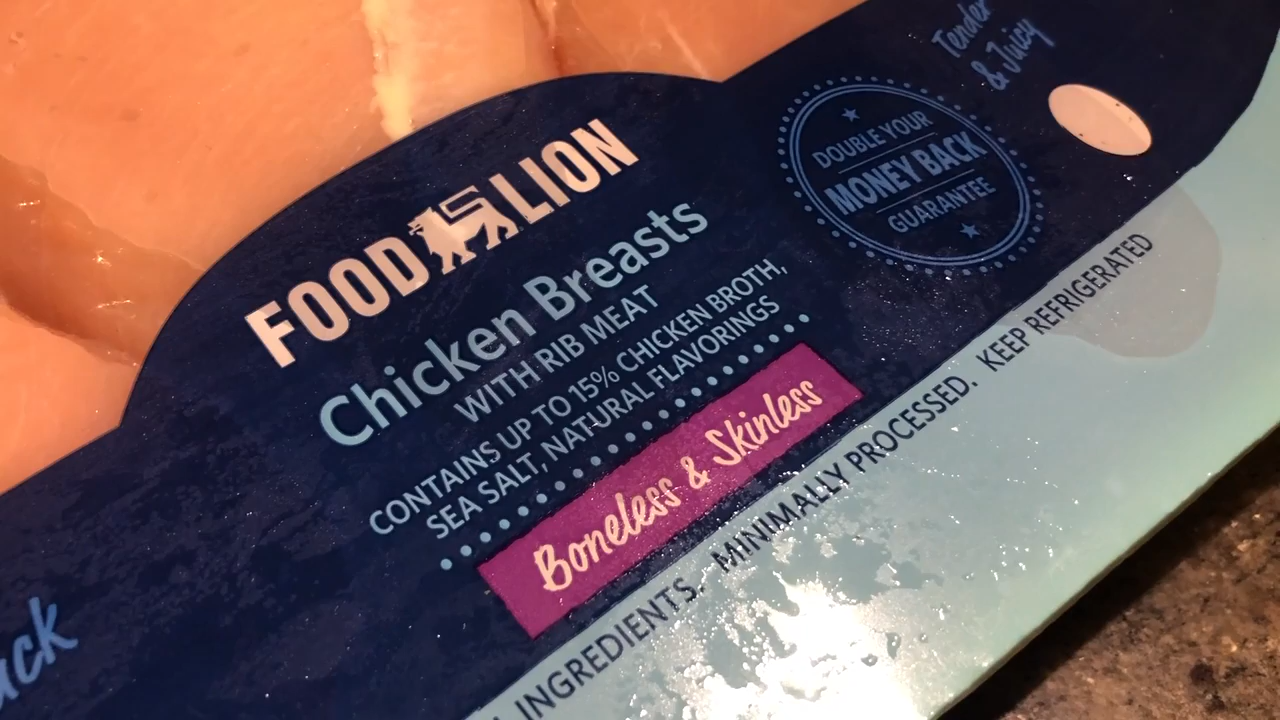 FOOD LION
Chicken Breasts
WITH RIB MEAT
CONTAINS UP TO 15% CHICKEN BROTH,
SEA SALT, NATURAL FLAVORINGS
Boneless & Skinless
DOUBLE YOUR
MONEY BACK
GUARANTEE
Tender
& Juicy
INGREDIENTS. MINIMALLY PROCESSED. KEEP REFRIGERATED